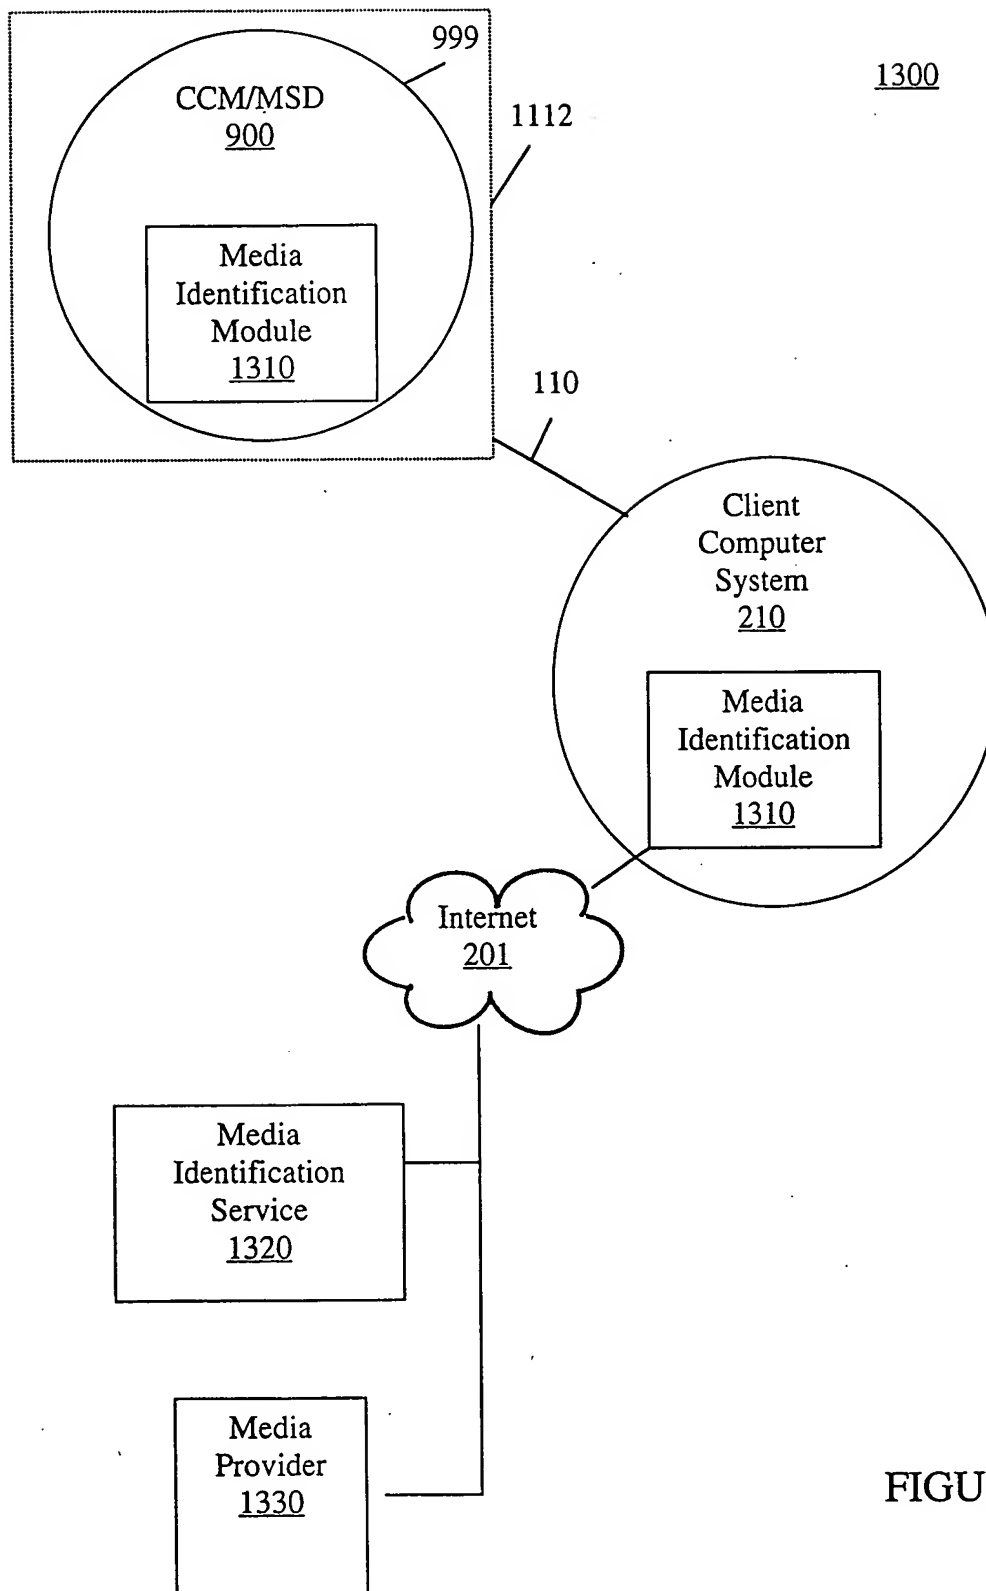 999
1300
CCM/MSD
900
1112
Media
Identification
Module
1310
110
Client
Computer
System
210
Media
Identification
Module
1310
Internet
201
Media
Identification
Service
1320
Media
Provider
1330
FIGU